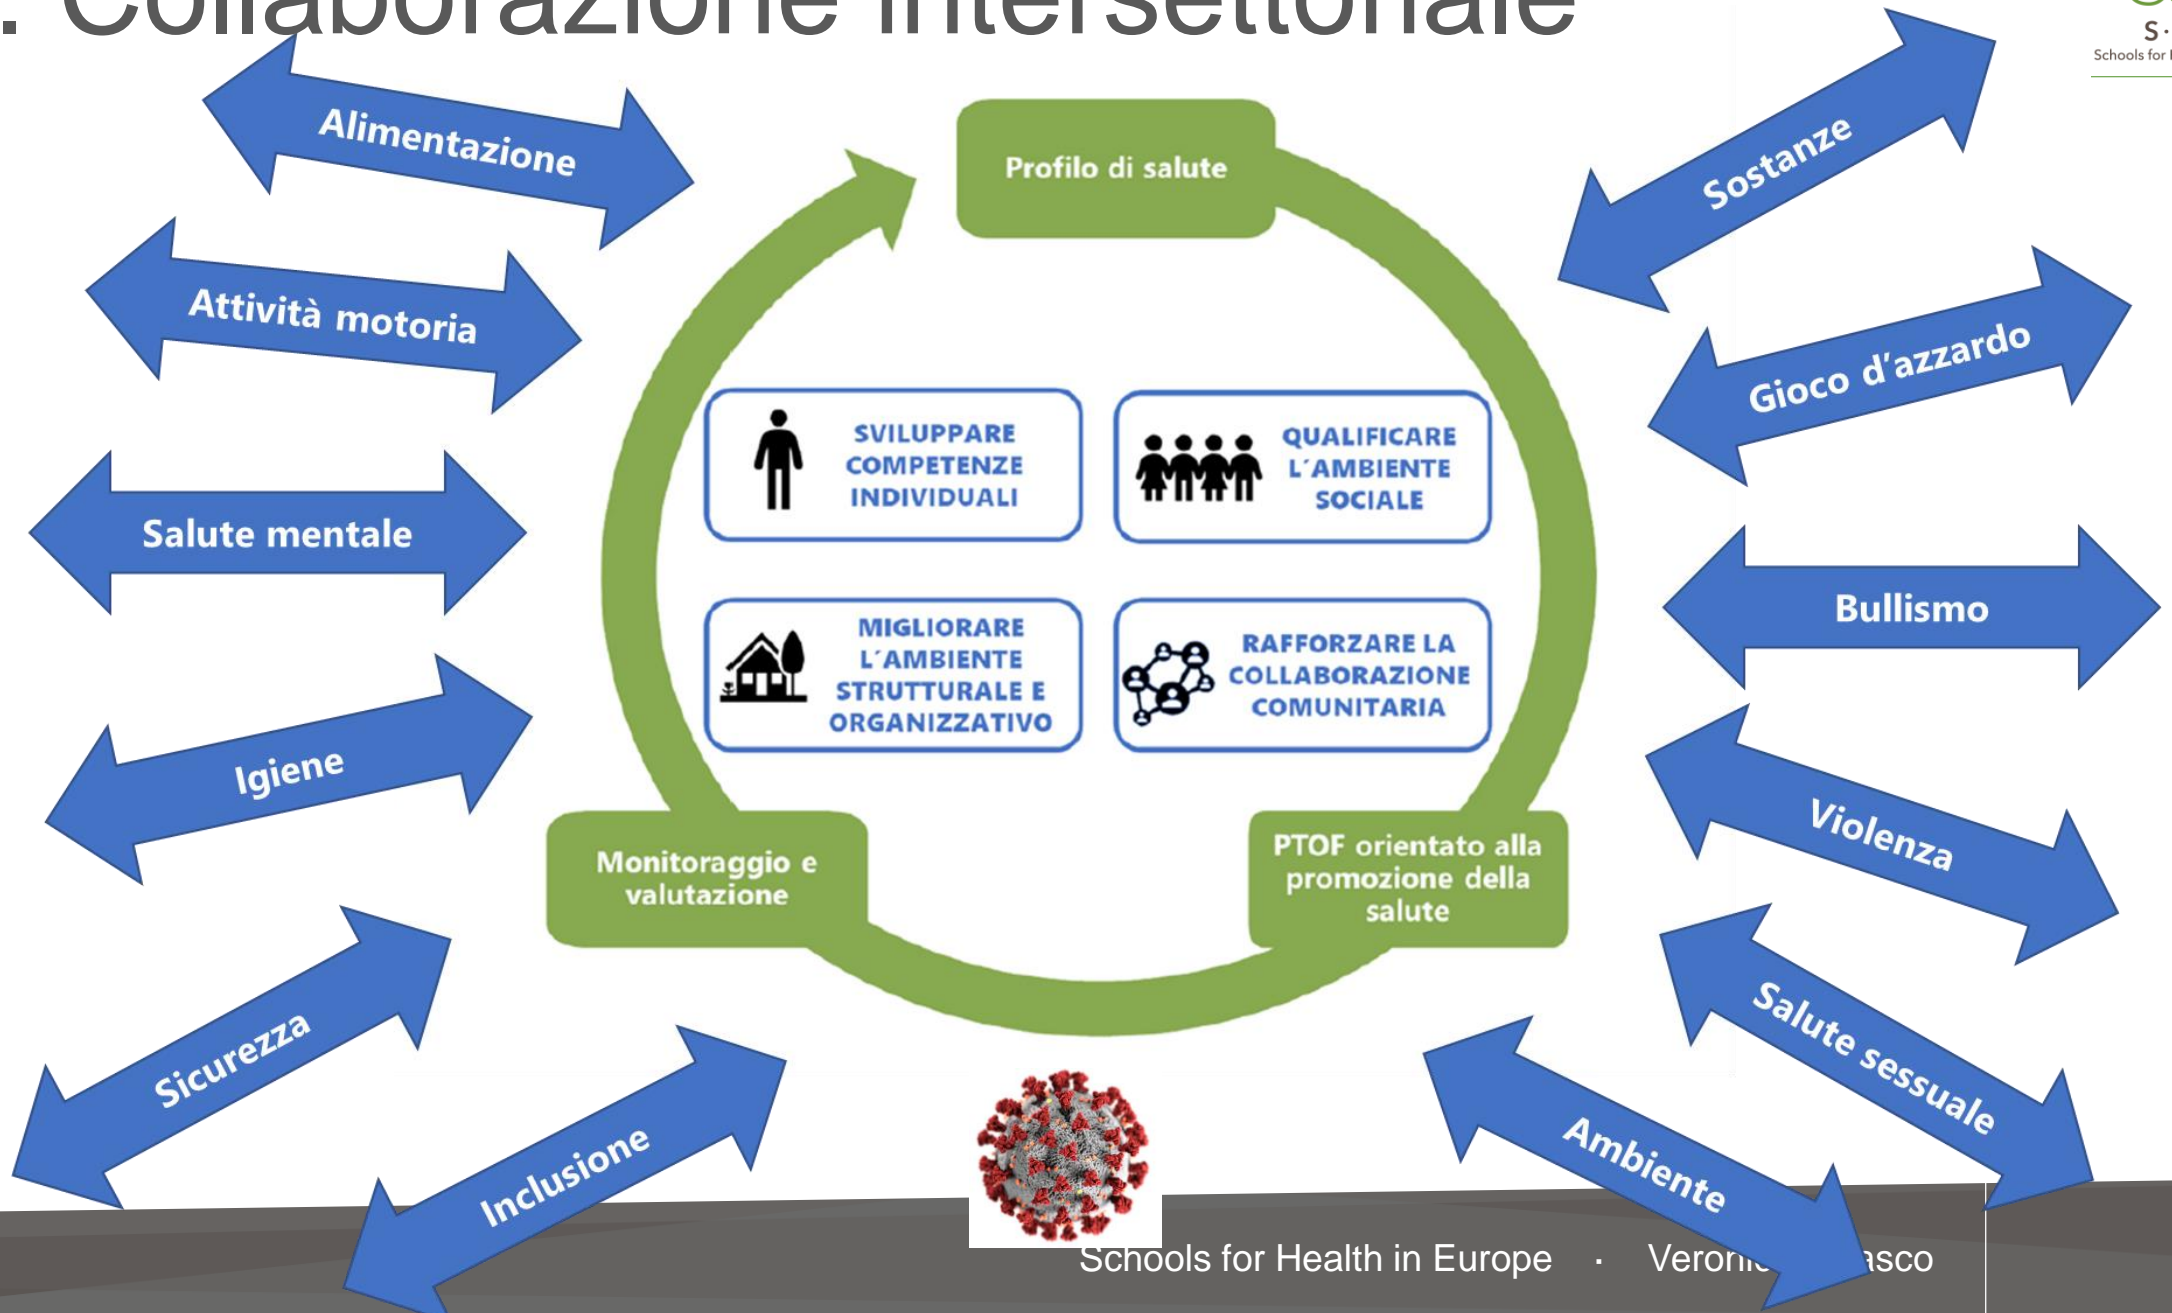 . Collaborazione intersettoriale
S·
Schools for
Alimentazione
Attività motoria
Salute mentale
Igiene
Sicurezza
Inclusione
Profilo di salute
SVILUPPARE
COMPETENZE
INDIVIDUALI
QUALIFICARE
L´AMBIENTE
SOCIALE
MIGLIORARE
L´AMBIENTE
STRUTTURALE E
ORGANIZZATIVO
RAFFORZARE LA
COLLABORAZIONE
COMUNITARIA
Monitoraggio e
valutazione
PTOF orientato alla
promozione della
salute
Sostanze
Gioco d’azzardo
Bullismo
Violenza
Salute sessuale
Ambiente
Schools for Health in Europe ·